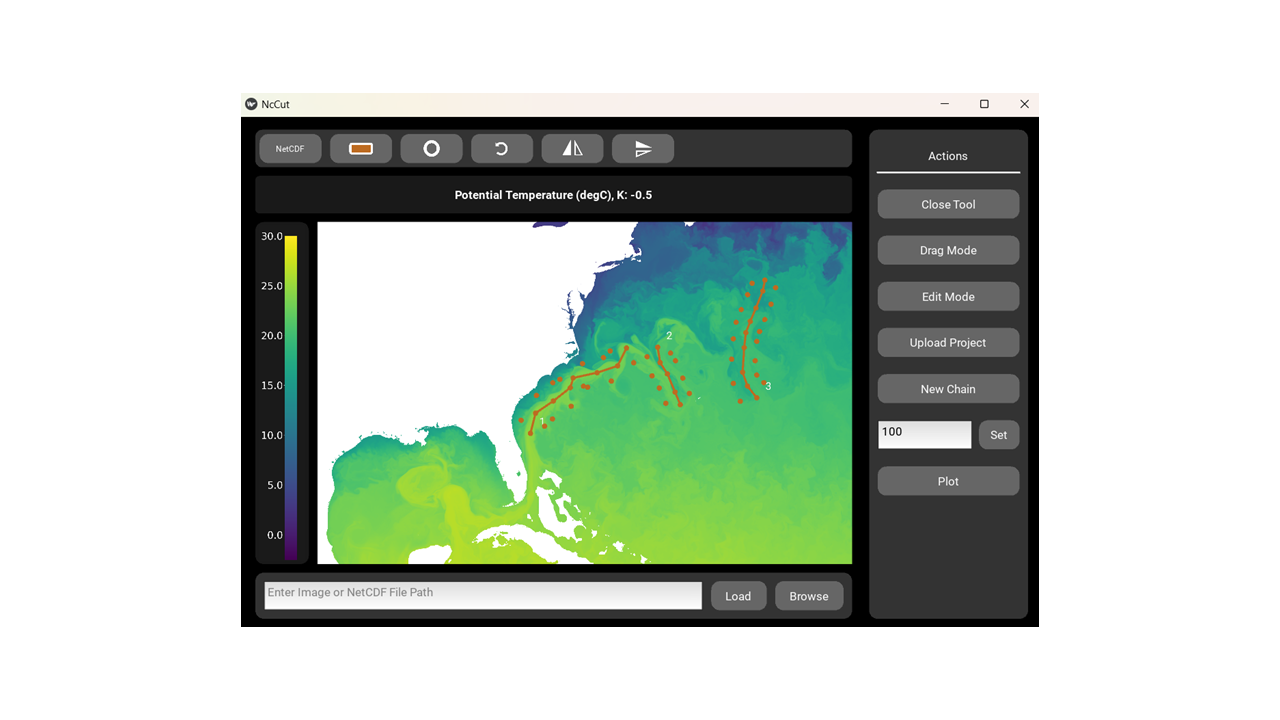 NcCut
NetCDF
Potential Temperature (degC), K: -0.5
30.0
25.0
20.0
15.0
10.0
5.0
0.0
1
2
3
Enter Image or NetCDF File Path
Load
Browse
Actions
Close Tool
Drag Mode
Edit Mode
Upload Project
New Chain
100
Set
Plot